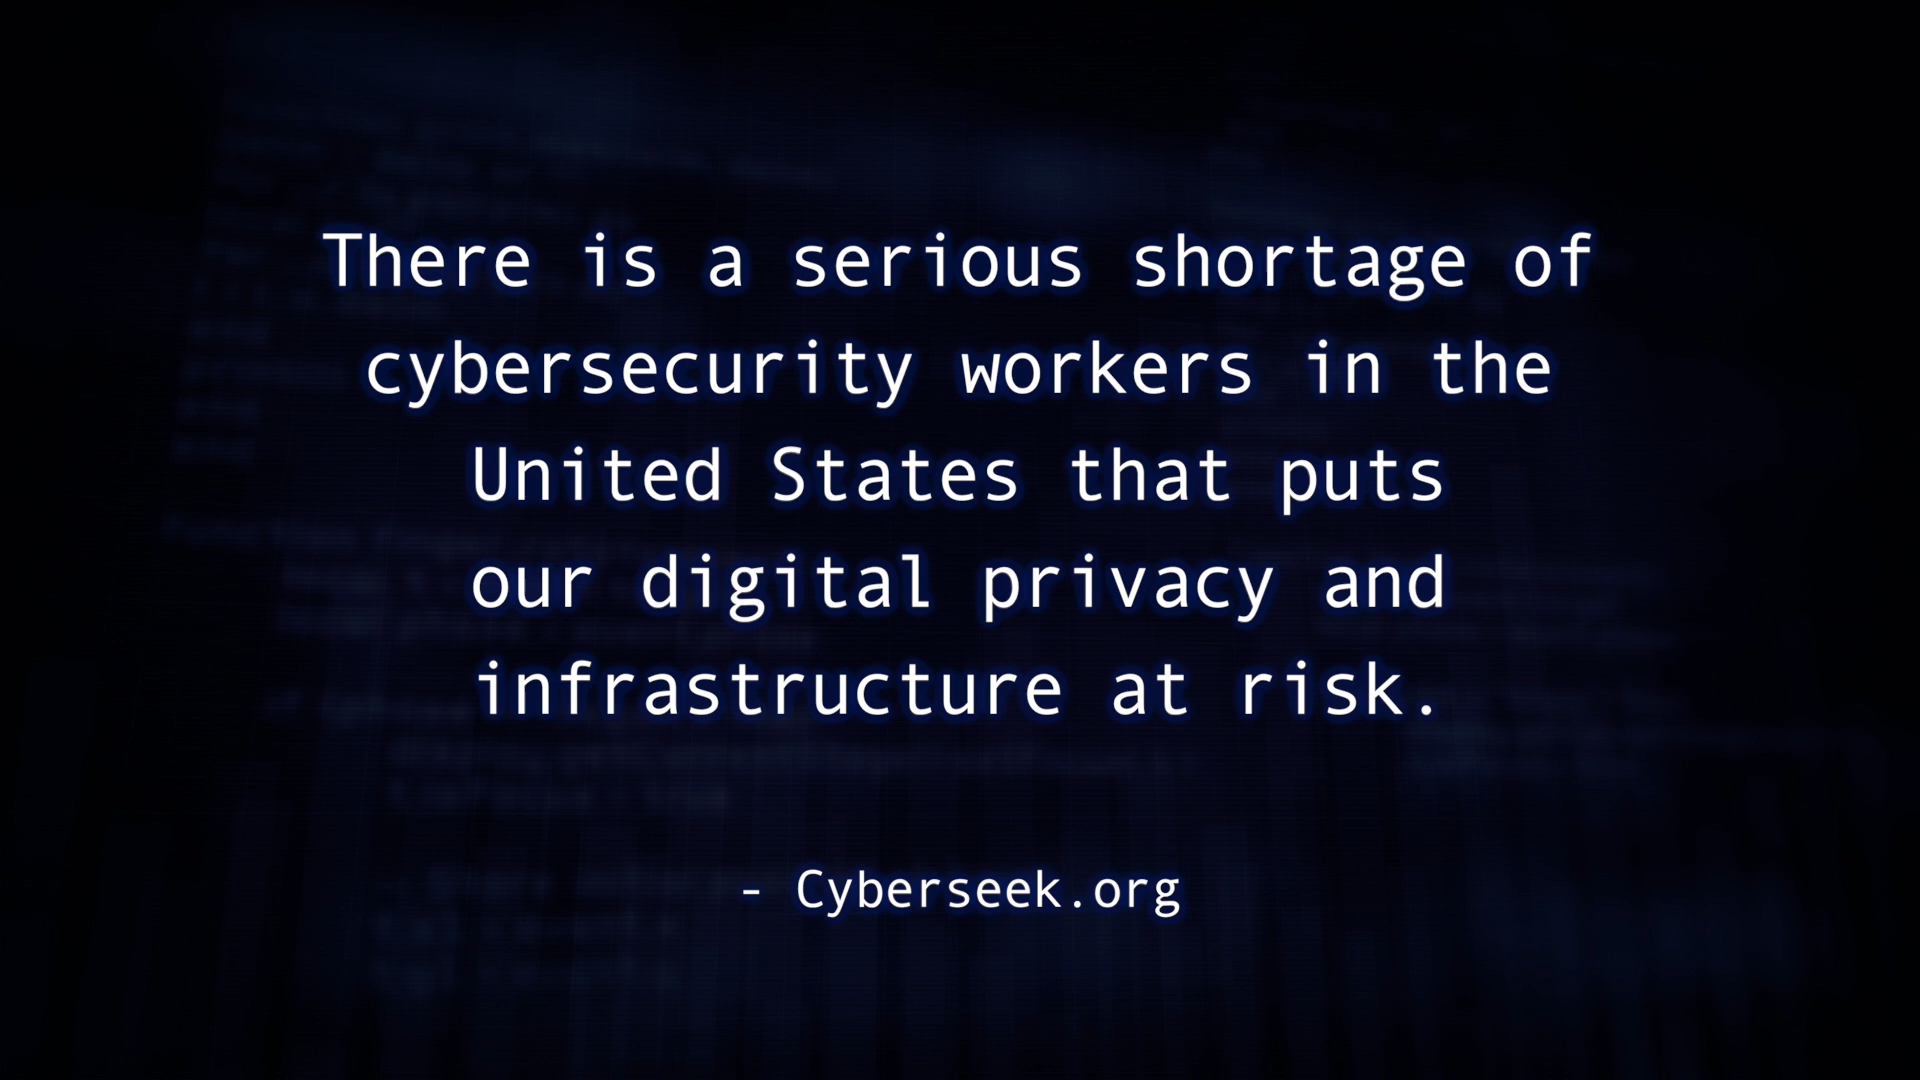 There is a serious shortage of
cybersecurity workers in the
United States that puts
our digital privacy and
infrastructure at risk.
- Cyberseek.org